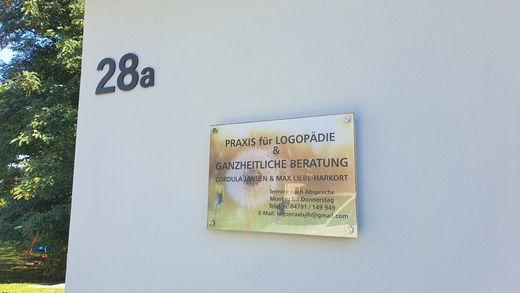 28a
PRAXIS für LOGOPÄDIE
&
GANZHEITLICHE BERATUNG
CORDULA JANSEN & MAX LIEBE-HARKORT
Termine nach Absprache
Montag bis Donnerstag
Telefon: 04791 / 149 949
E-Mail: logopraxisjlh@gmail.com